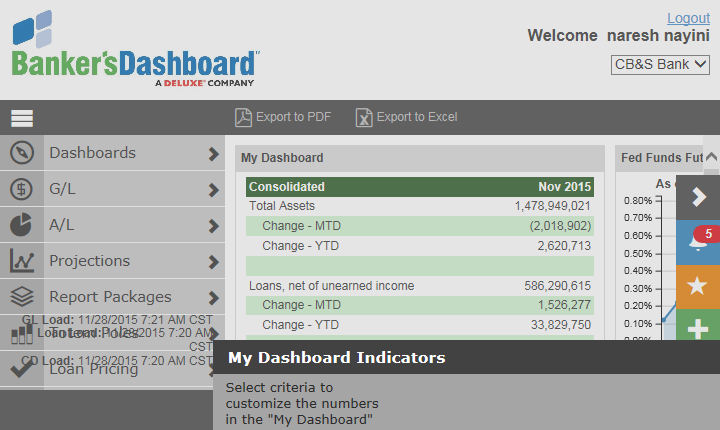 Logout
Welcome naresh nayini
Banker'sDashboard™
A DELUXE® COMPANY
CB&S Bank
Export to PDF
Export to Excel
Dashboards
G/L
A/L
Projections
Report Packages
GL Load: 11/28/2015 7:21 AM CST
Loan Load: 11/28/2015 7:20 AM
CST
CD Load: 11/28/2015 7:20 AM CST
Loan Pricing
My Dashboard
Consolidated Nov 2015
Total Assets 1,478,949,021
Change - MTD (2,018,902)
Change - YTD 2,620,713
Loans, net of unearned income 586,290,615
Change - MTD 1,526,277
Change - YTD 33,829,750
Fed Funds Fut
As
0.80%
0.70%
0.60%
0.50%
0.40%
0.30%
0.20%
0.10%
5
My Dashboard Indicators
Select criteria to
customize the numbers
in the "My Dashboard"